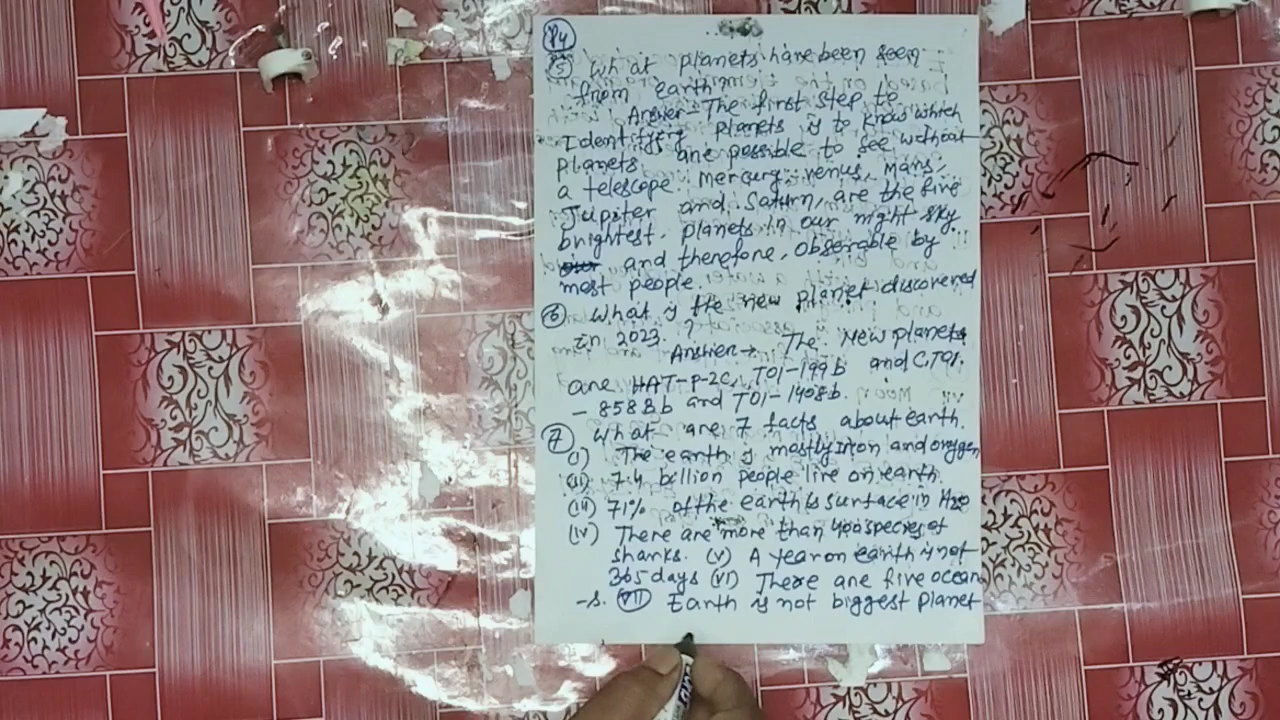 P4
(5) What planets have been seen
from earth?
Answer - The first step to
Identifying planets is to know which
planets are possible to see without
a telescope. mercury, venus, mars,
Jupiter and Saturn, are the five
brightest, planets in our night sky
and therefore, observable by
most people.
(6) What is the new planet discovered
in 2023. ?
Answer → The New planets
are HAT-P-2C, TOI-199b and CTOI.
- 858Bb and TOI-1408b.
(7) What are 7 facts about earth.
(i) The earth is mostly iron and oxygen
(ii) 7.4 billion people live on earth.
(iii) 71% of the earth is surface in H2O
(iv) There are more than 400 species of
sharks. (v) A year on earth is not
365 days (vi) There are five ocean
-s. (vii) Earth is not biggest planet